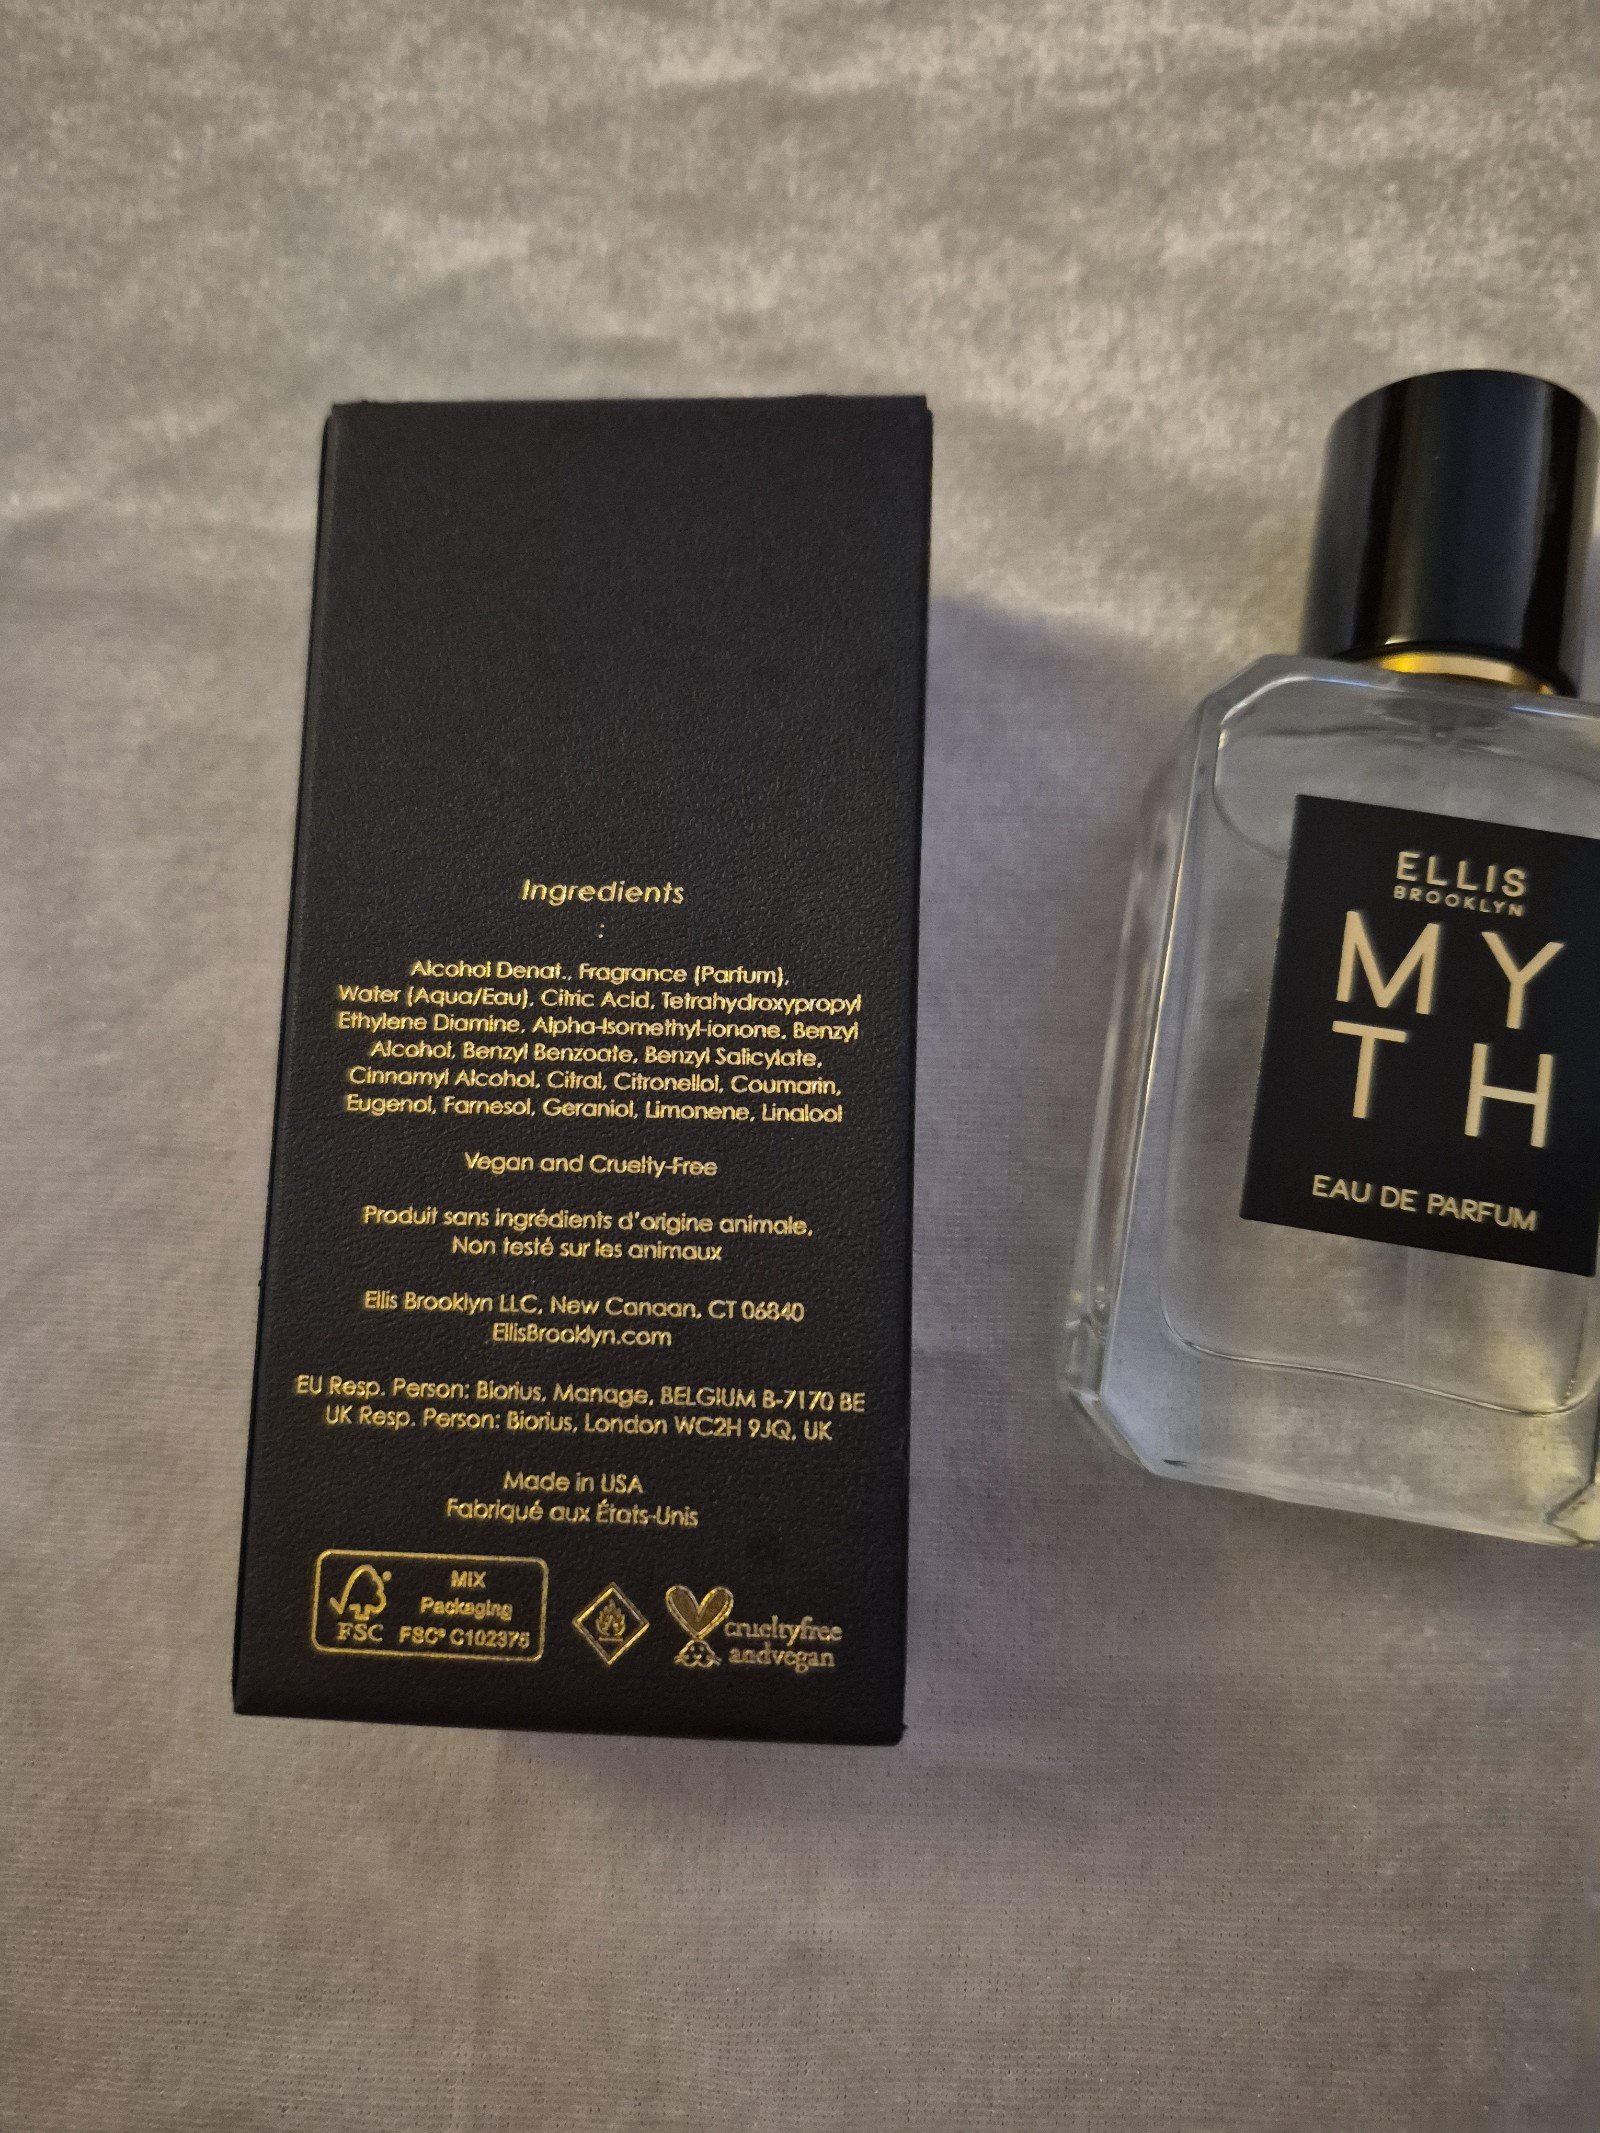 Ingredients
:
Alcohol Denat., Fragrance (Parfum),
Water (Aqua/Eau), Citric Acid, Tetrahydroxypropyl
Ethylene Diamine, Alpha-Isomethyl-ionone, Benzyl
Alcohol, Benzyl Benzoate, Benzyl Salicylate,
Cinnamyl Alcohol, Citral, Citronellol, Coumarin,
Eugenol, Farnesol, Geraniol, Limonene, Linalool
Vegan and Cruelty-Free
Produit sans ingrédients d'origine animale,
Non testé sur les animaux
Ellis Brooklyn LLC, New Canaan, CT 06840
EllisBrooklyn.com
EU Resp. Person: Biorius, Manage, BELGIUM B-7170 BE
UK Resp. Person: Biorius, London WC2H 9JQ, UK
Made in USA
Fabriqué aux États-Unis
FSC
MIX
Packaging
FSC® C102375
crueltyfree
andvegan
ELLIS
BROOKLYN
MY
TH
EAU DE PARFUM